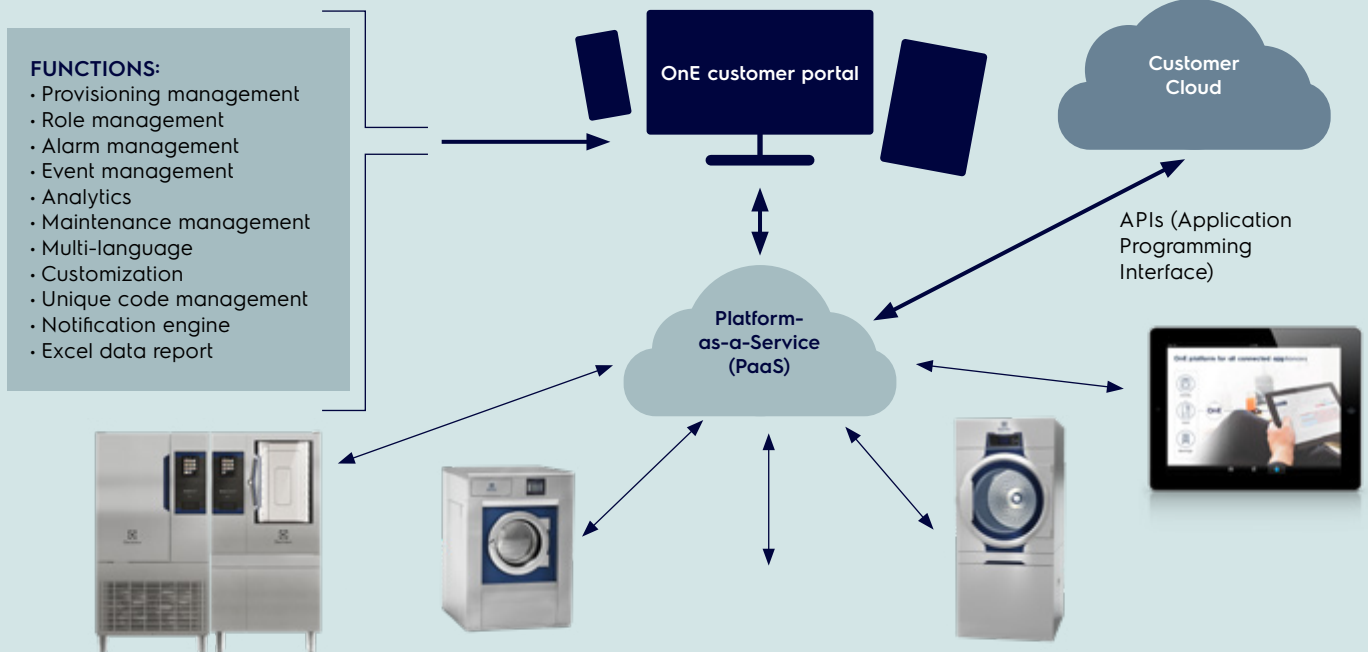 FUNCTIONS:
· Provisioning management
· Role management
· Alarm management
· Event management
· Analytics
· Maintenance management
· Multi-language
· Customization
· Unique code management
· Notification engine
· Excel data report
OnE customer portal
Customer
Cloud
APIs (Application
Programming
Interface)
Platform-
as-a-Service
(PaaS)
OnE platform for all connected appliances
OnE